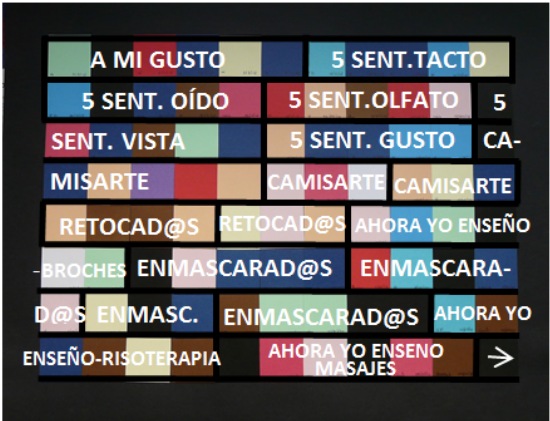 A MI GUSTO 5 SENT.TACTO
5 SENT. OÍDO 5 SENT.OLFATO 5
SENT. VISTA 5 SENT. GUSTO CA-
MISARTE CAMISARTE CAMISARTE
RETOCAD@S RETOCAD@S AHORA YO ENSEÑO
-BROCHES ENMASCARAD@S ENMASCARA-
D@S ENMASC. ENMASCARAD@S AHORA YO
ENSEÑO-RISOTERAPIA AHORA YO ENSENO
MASAJES